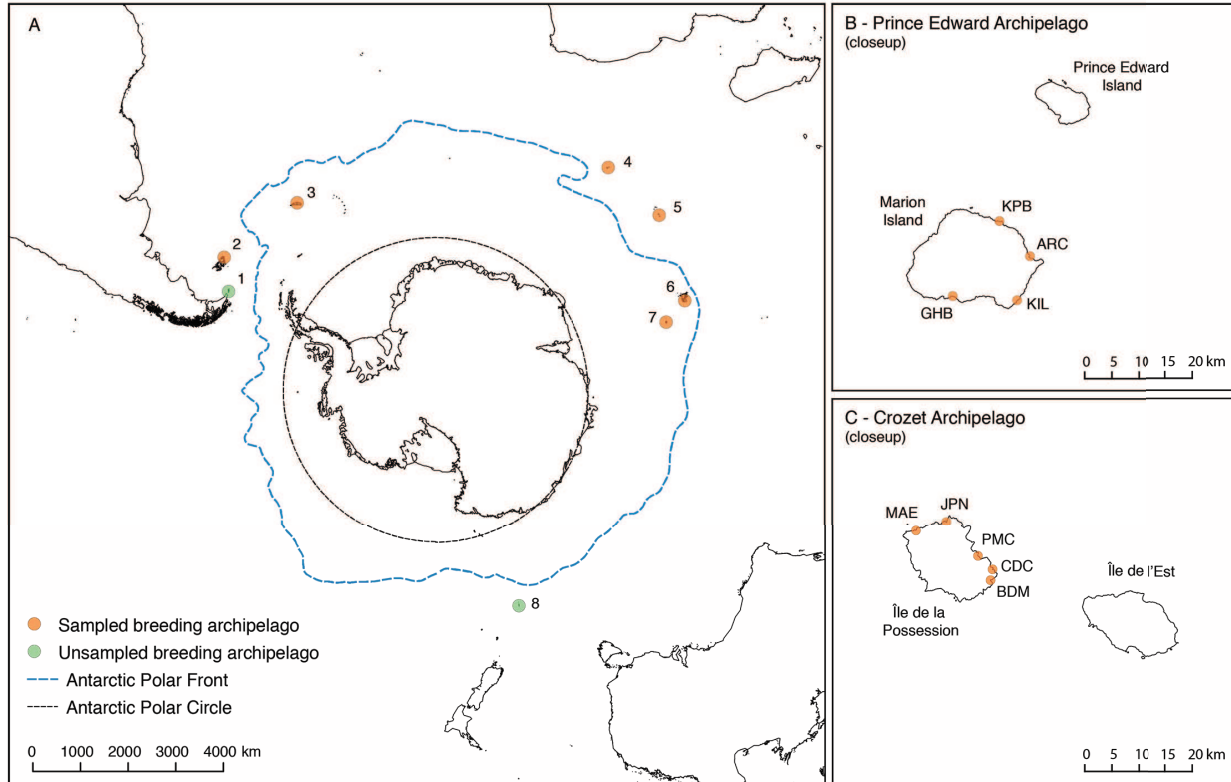 A
1
2
3
4
5
6
7
8
Sampled breeding archipelago
Unsampled breeding archipelago
Antarctic Polar Front
Antarctic Polar Circle
0 1000 2000 3000 4000 km
B - Prince Edward Archipelago
(closeup)
Prince Edward
Island
Marion
Island
KPB
ARC
KIL
GHB
0 5 10 15 20 km
C - Crozet Archipelago
(closeup)
MAE
JPN
PMC
CDC
BDM
Île de la
Possession
Île de l'Est
0 5 10 15 20 km